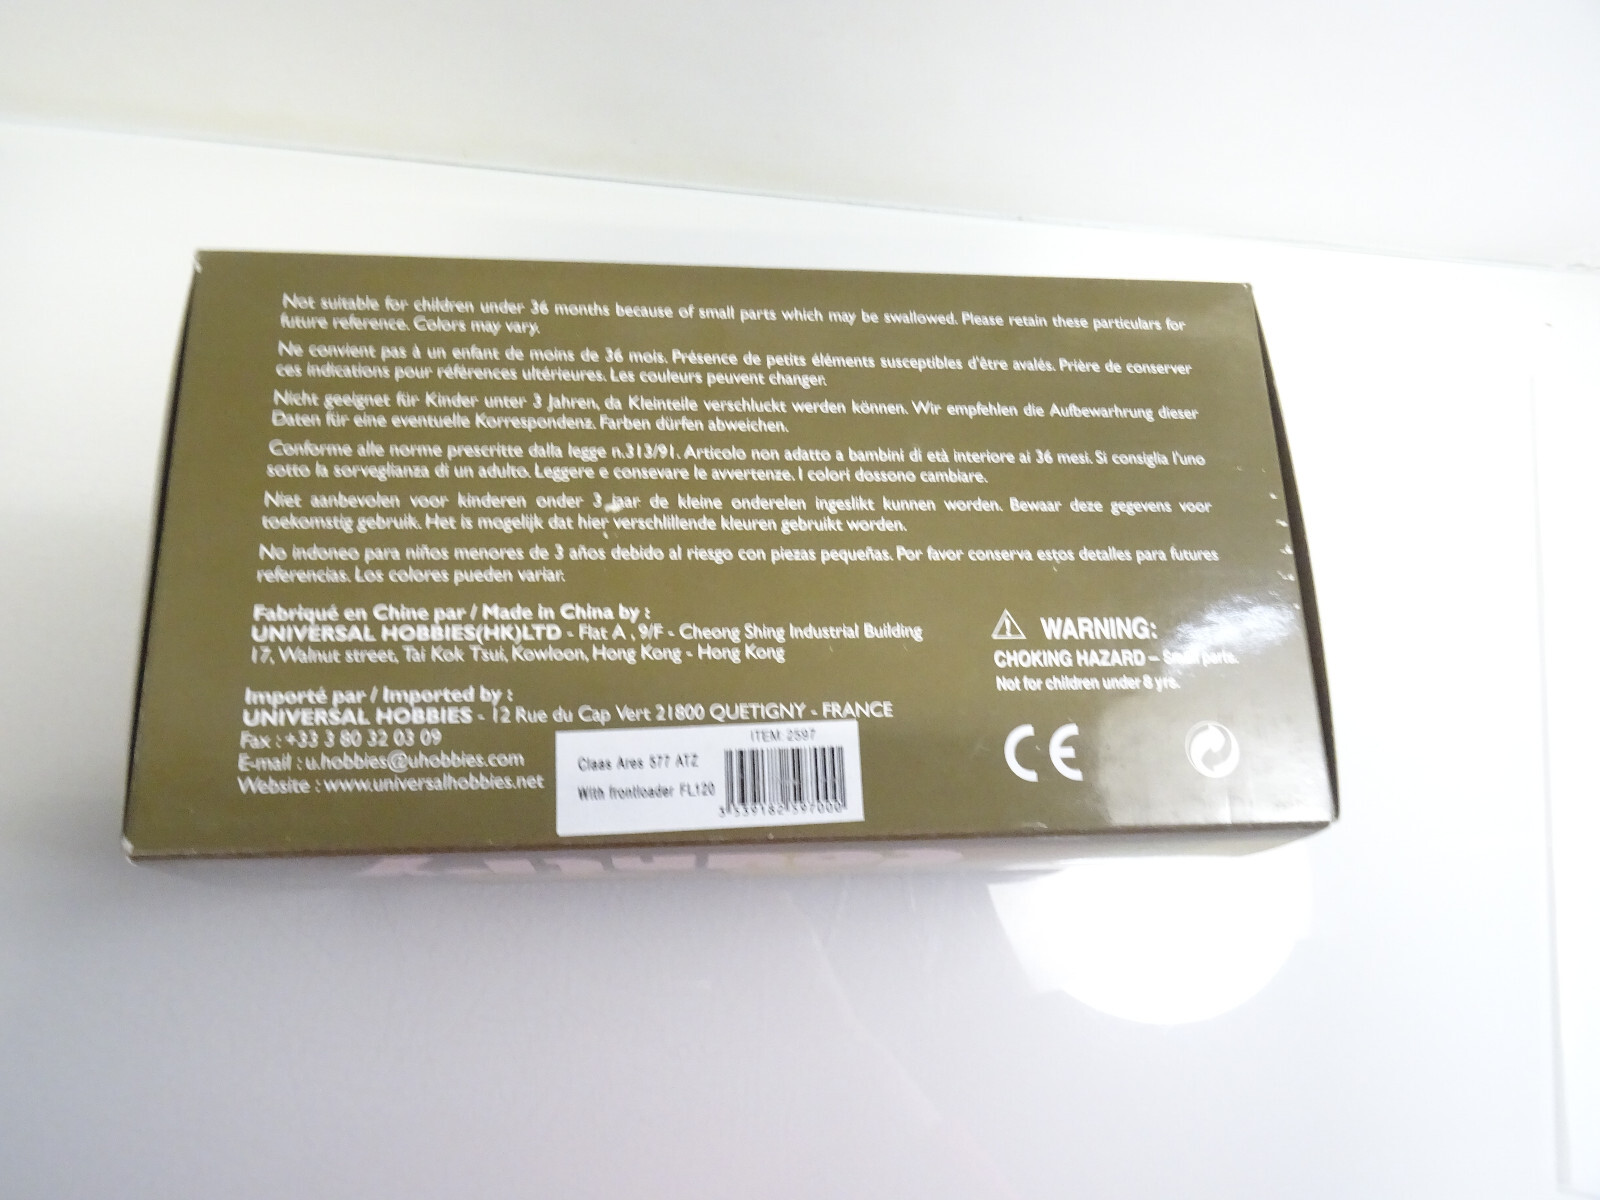 Not suitable for children under 36 months because of small parts which may be swallowed. Please retain these particulars for
future reference. Colors may vary.
Ne convient pas à un enfant de moins de 36 mois. Présence de petits éléments susceptibles d'être avalés. Prière de conserver
ces indications pour références ultérieures. Les couleurs peuvent changer.
Nicht geeignet für Kinder unter 3 Jahren, da Kleinteile verschluckt werden können. Wir empfehlen die Aufbewarhrung dieser
Daten für eine eventuelle Korrespondenz. Farben dürfen abweichen.
Conforme alle norme prescritte dalla legge n.313/91. Articolo non adatto a bambini di età interiore ai 36 mesi. Si consiglia l'uno
sotto la sorveglianza di un adulto. Leggere e consevare le avvertenze. I colori dossono cambiare.
Niet aanbevolen voor kinderen onder 3 jaar de kleine onderelen ingeslikt kunnen worden. Bewaar deze gegevens voor
toekomstig gebruik. Het is mogelijk dat hier verschlillende kleuren gebruikt worden.
No indoneo para niños menores de 3 años debido al riesgo con piezas pequeñas. Por favor conserva estos detalles para futures
referencias. Los colores pueden variar.
Fabriqué en Chine par / Made in China by :
UNIVERSAL HOBBIES(HK)LTD - Flat A , 9/F - Cheong Shing Industrial Building
17, Walnut street, Tai Kok Tsui, Kowloon, Hong Kong - Hong Kong
Importé par / Imported by :
UNIVERSAL HOBBIES - 12 Rue du Cap Vert 21800 QUETIGNY - FRANCE
Fax : +33 3 80 32 03 09
E-mail : u.hobbies@uhobbies.com
Website : www.universalhobbies.net
WARNING:
CHOKING HAZARD – Small parts.
Not for children under 8 yrs.
CE
ITEM: 2597
Claas Ares 577 ATZ
With frontloader FL120
3 539182 597000